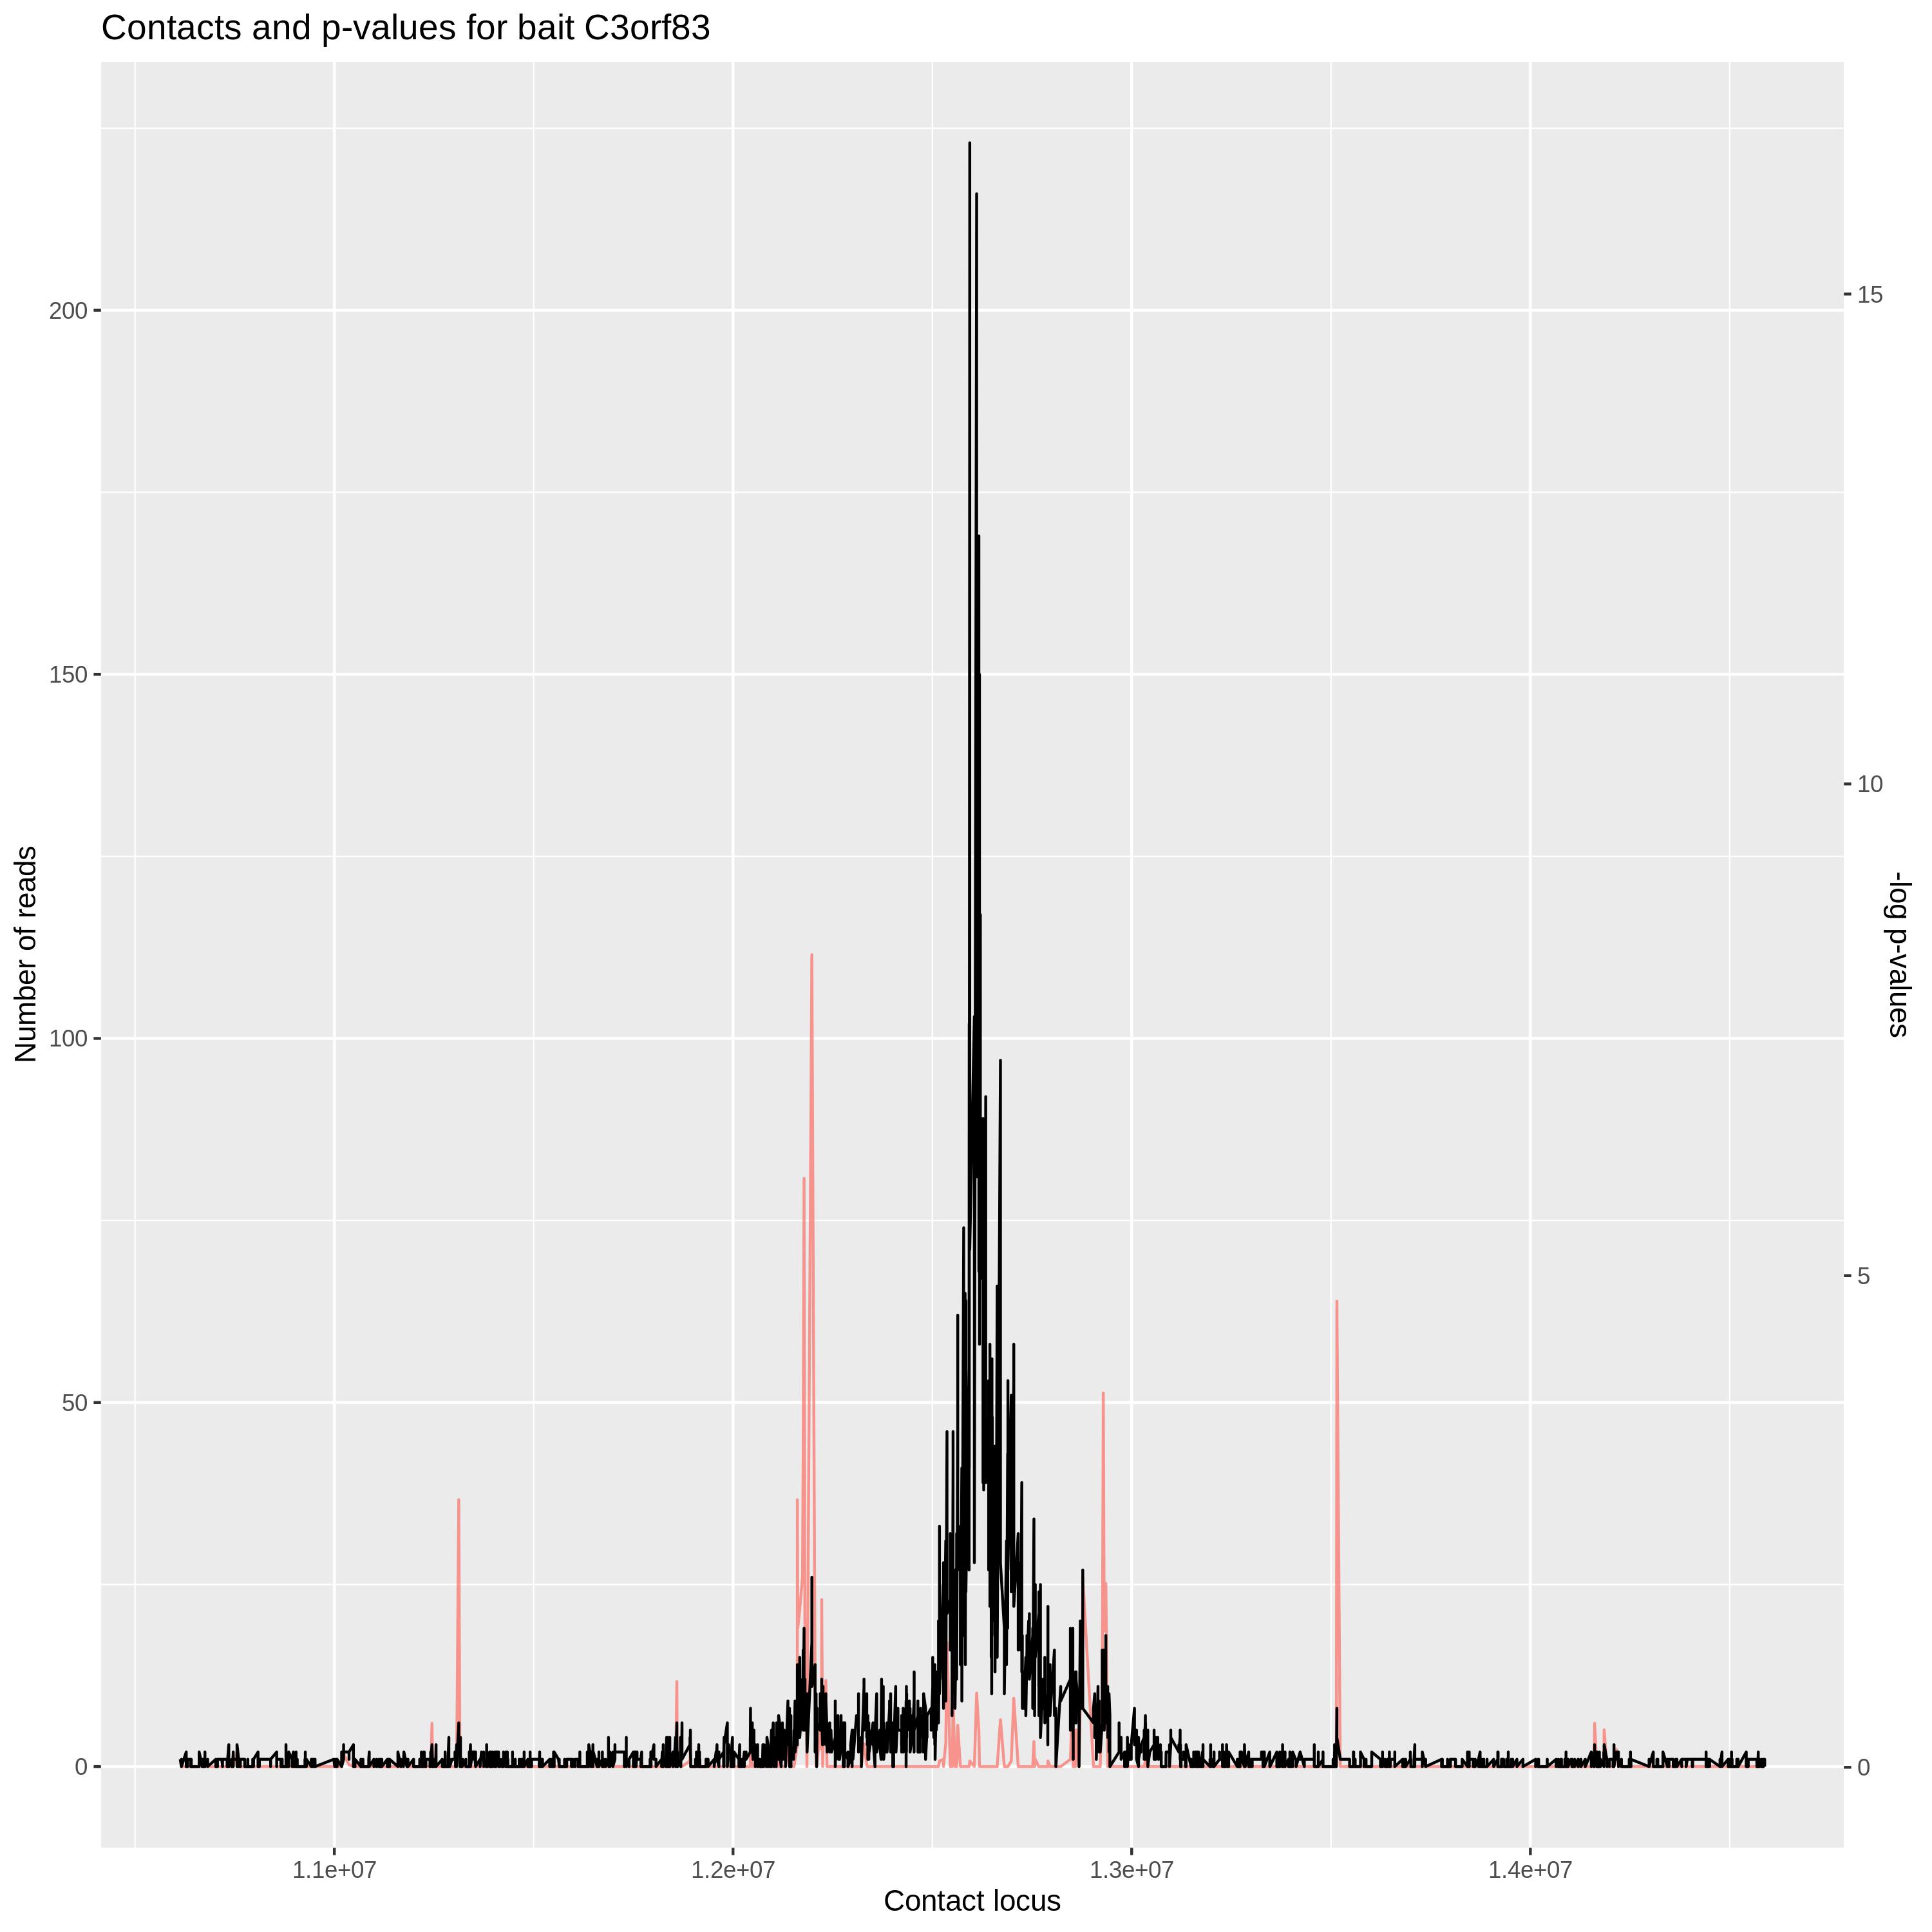 Contacts and p-values for bait C3orf83
200
150
100
50
0
Number of reads
15
10
5
0
-log p-values
1.1e+07 1.2e+07 1.3e+07 1.4e+07
Contact locus